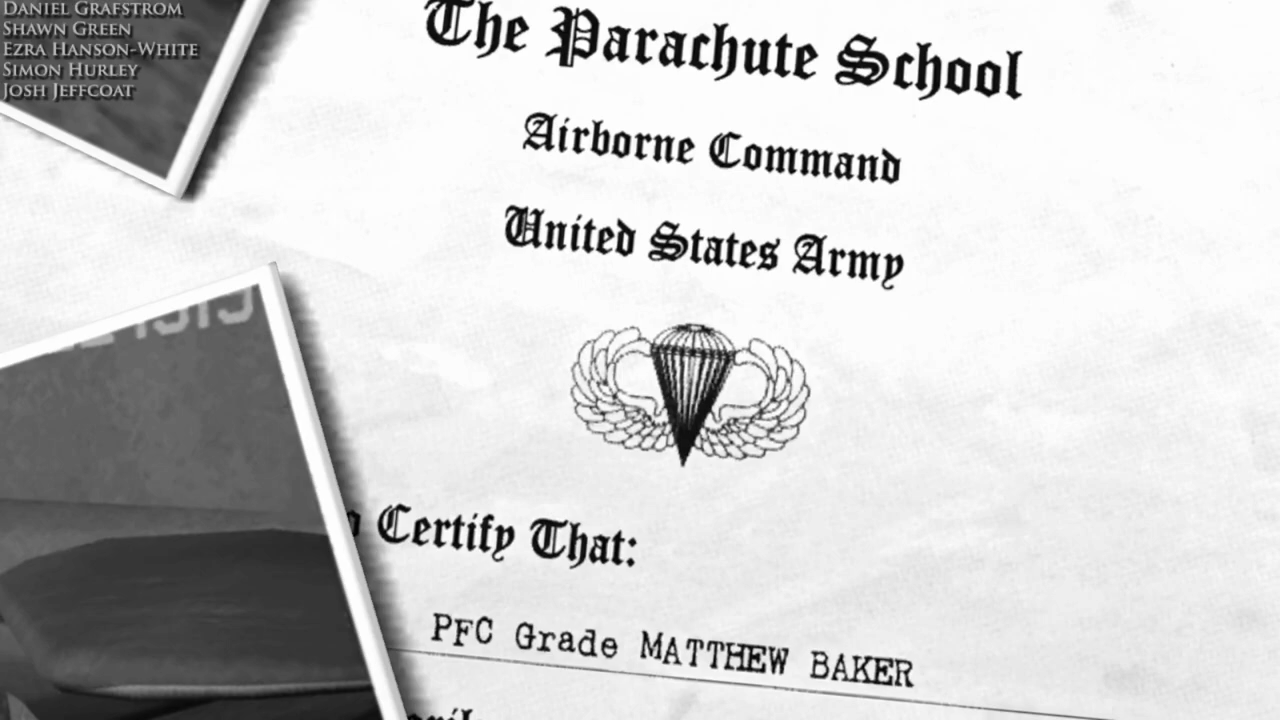 DANIEL GRAFSTROM
SHAWN GREEN
EZRA HANSON-WHITE
SIMON HURLEY
JOSH JEFFCOAT
The Parachute School
Airborne Command
United States Army
Certify That:
PFC Grade MATTHEW BAKER